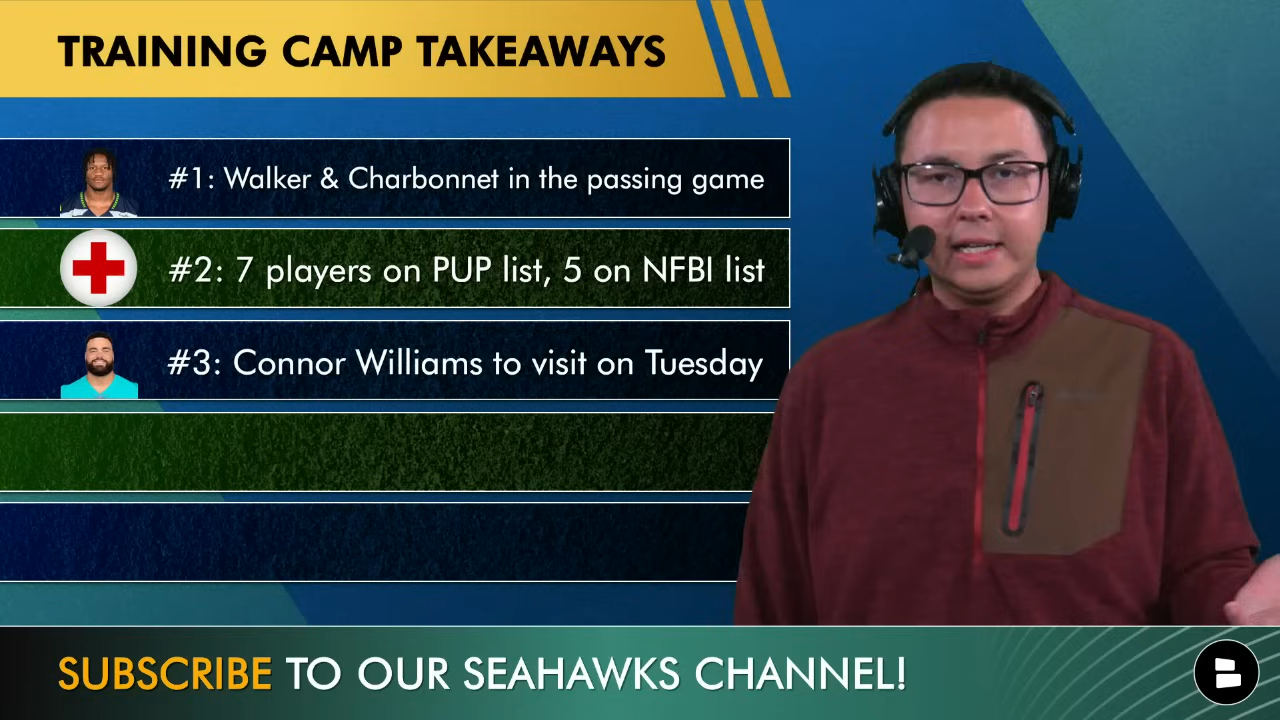 TRAINING CAMP TAKEAWAYS
#1: Walker & Charbonnet in the passing game
#2: 7 players on PUP list, 5 on NFBI list
#3: Connor Williams to visit on Tuesday
SUBSCRIBE TO OUR SEAHAWKS CHANNEL!